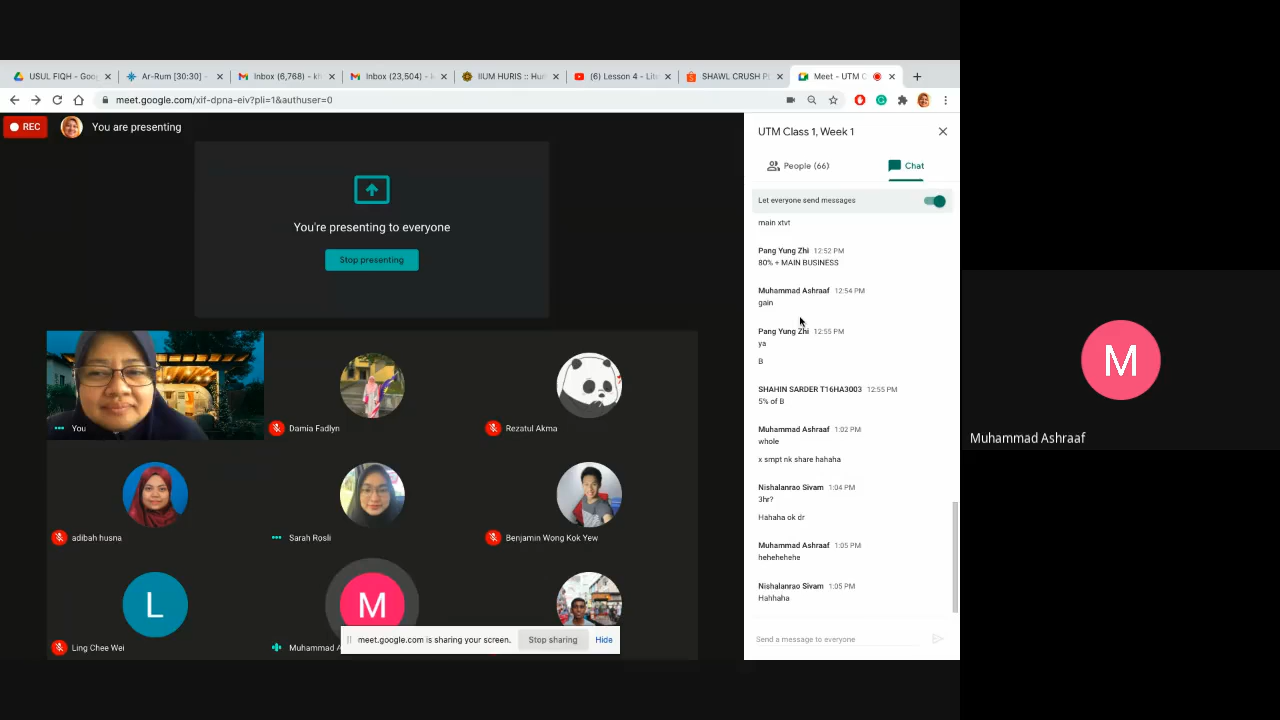 USUL FIQH - Goo
Ar-Rum [30:30] -
Inbox (6,768) - kh
Inbox (23,504) - k
IIUM HURIS :: Hum
(6) Lesson 4 - Lite
SHAWL CRUSH P
Meet - UTM C
meet.google.com/xif-dpna-eiv?pli=1&authuser=0
REC
You are presenting
You're presenting to everyone
Stop presenting
You
Damia Fadlyn
Rezatul Akma
adibah husna
Sarah Rosli
Benjamin Wong Kok Yew
L
M
Ling Chee Wei
Muhammad A
meet.google.com is sharing your screen.
Stop sharing
Hide
UTM Class 1, Week 1
People (66)
Chat
Let everyone send messages
main xtvt
Pang Yung Zhi 12:52 PM
80% + MAIN BUSINESS
Muhammad Ashraaf 12:54 PM
gain
Pang Yung Zhi 12:55 PM
ya
B
SHAHIN SARDER T16HA3003 12:55 PM
5% of B
Muhammad Ashraaf 1:02 PM
whole
x smpt nk share hahaha
Nishalanrao Sivam 1:04 PM
3hr?
Hahaha ok dr
Muhammad Ashraaf 1:05 PM
hehehehehe
Nishalanrao Sivam 1:05 PM
Hahhaha
Send a message to everyone
M
Muhammad Ashraaf